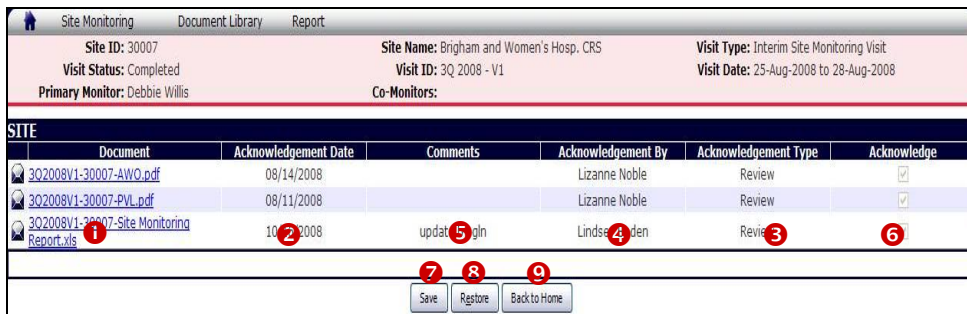 Site Monitoring Document Library Report
Site ID: 30007 Site Name: Brigham and Women's Hosp. CRS Visit Type: Interim Site Monitoring Visit
Visit Status: Completed Visit ID: 3Q 2008 - V1 Visit Date: 25-Aug-2008 to 28-Aug-2008
Primary Monitor: Debbie Willis Co-Monitors:
SITE
Document Acknowledgement Date Comments Acknowledgement By Acknowledgement Type Acknowledge
3Q2008V1-30007-AWO.pdf 08/14/2008 Lizanne Noble Review
3Q2008V1-30007-PVL.pdf 08/11/2008 Lizanne Noble Review
3Q2008V1-30007-Site Monitoring
Report.xls
1 2 5 4 3 6
7 8 9
Save Restore Back to Home